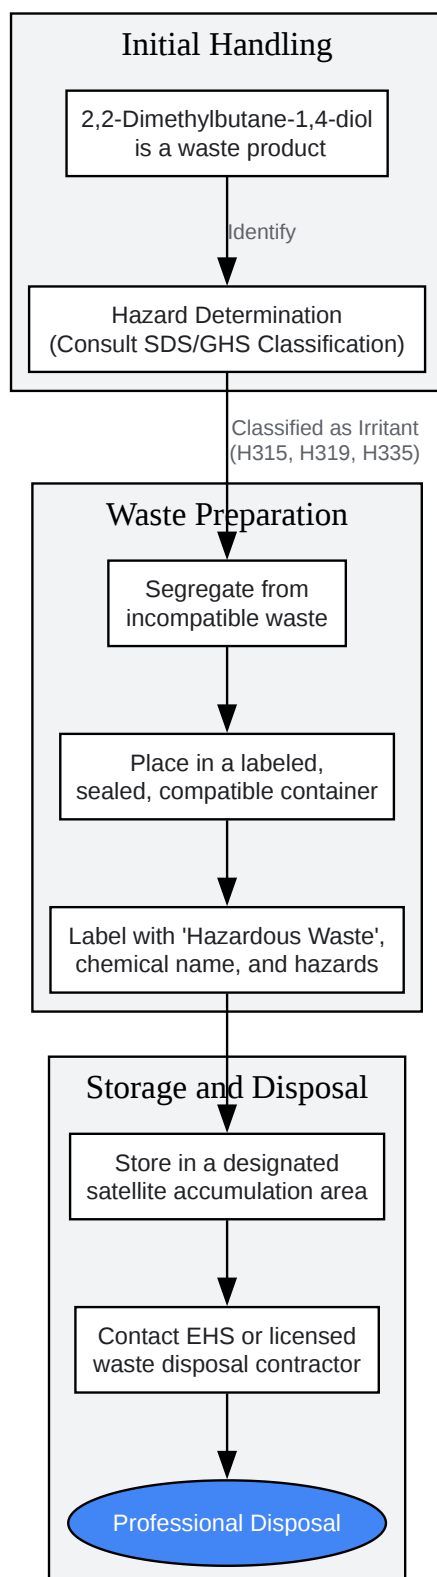 Initial Handling
2,2-Dimethylbutane-1,4-diol
is a waste product
Identify
Hazard Determination
(Consult SDS/GHS Classification)
Classified as Irritant
(H315, H319, H335)
Waste Preparation
Segregate from
incompatible waste
Place in a labeled,
sealed, compatible container
Label with 'Hazardous Waste',
chemical name, and hazards
Storage and Disposal
Store in a designated
satellite accumulation area
Contact EHS or licensed
waste disposal contractor
Professional Disposal